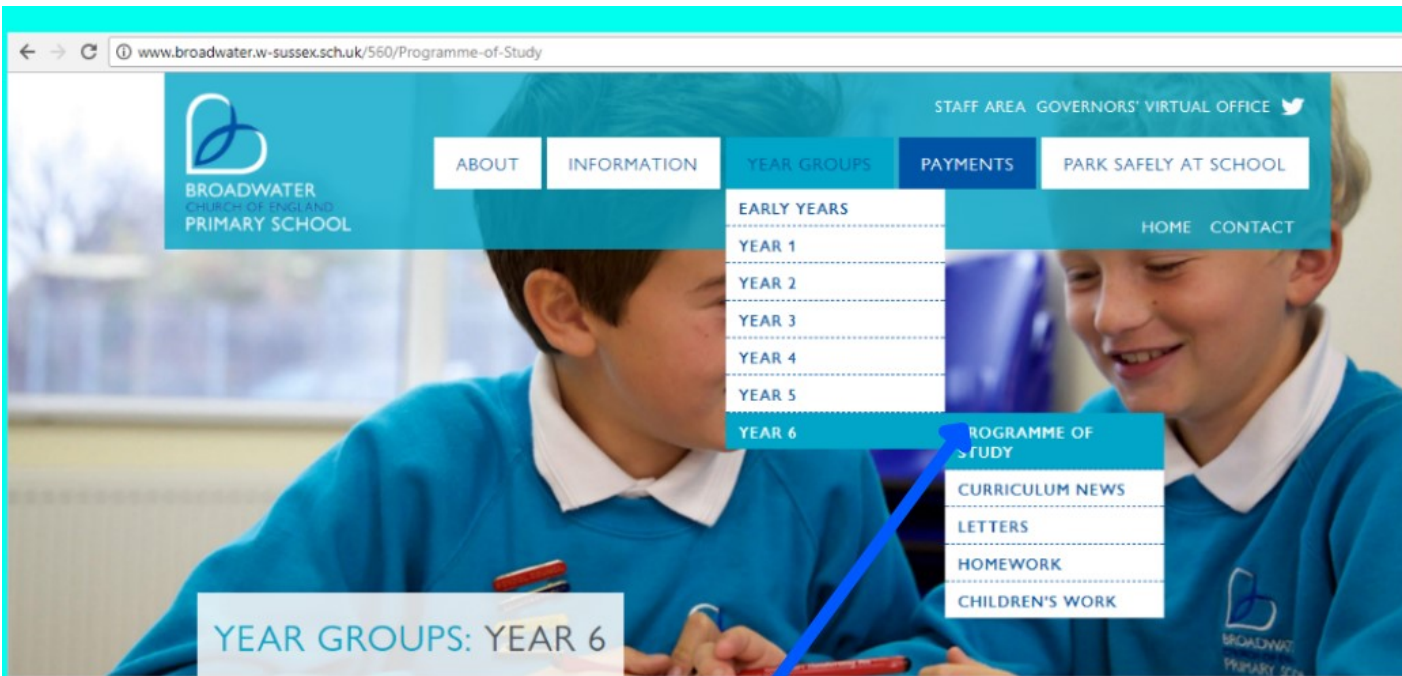 www.broadwater.w-sussex.sch.uk/560/Programme-of-Study
STAFF AREA GOVERNORS' VIRTUAL OFFICE
BROADWATER
CHURCH OF ENGLAND
PRIMARY SCHOOL
ABOUT
INFORMATION
YEAR GROUPS
PAYMENTS
PARK SAFELY AT SCHOOL
HOME CONTACT
EARLY YEARS
YEAR 1
YEAR 2
YEAR 3
YEAR 4
YEAR 5
YEAR 6
PROGRAMME OF
STUDY
CURRICULUM NEWS
LETTERS
HOMEWORK
CHILDREN'S WORK
YEAR GROUPS: YEAR 6
PRIMARY